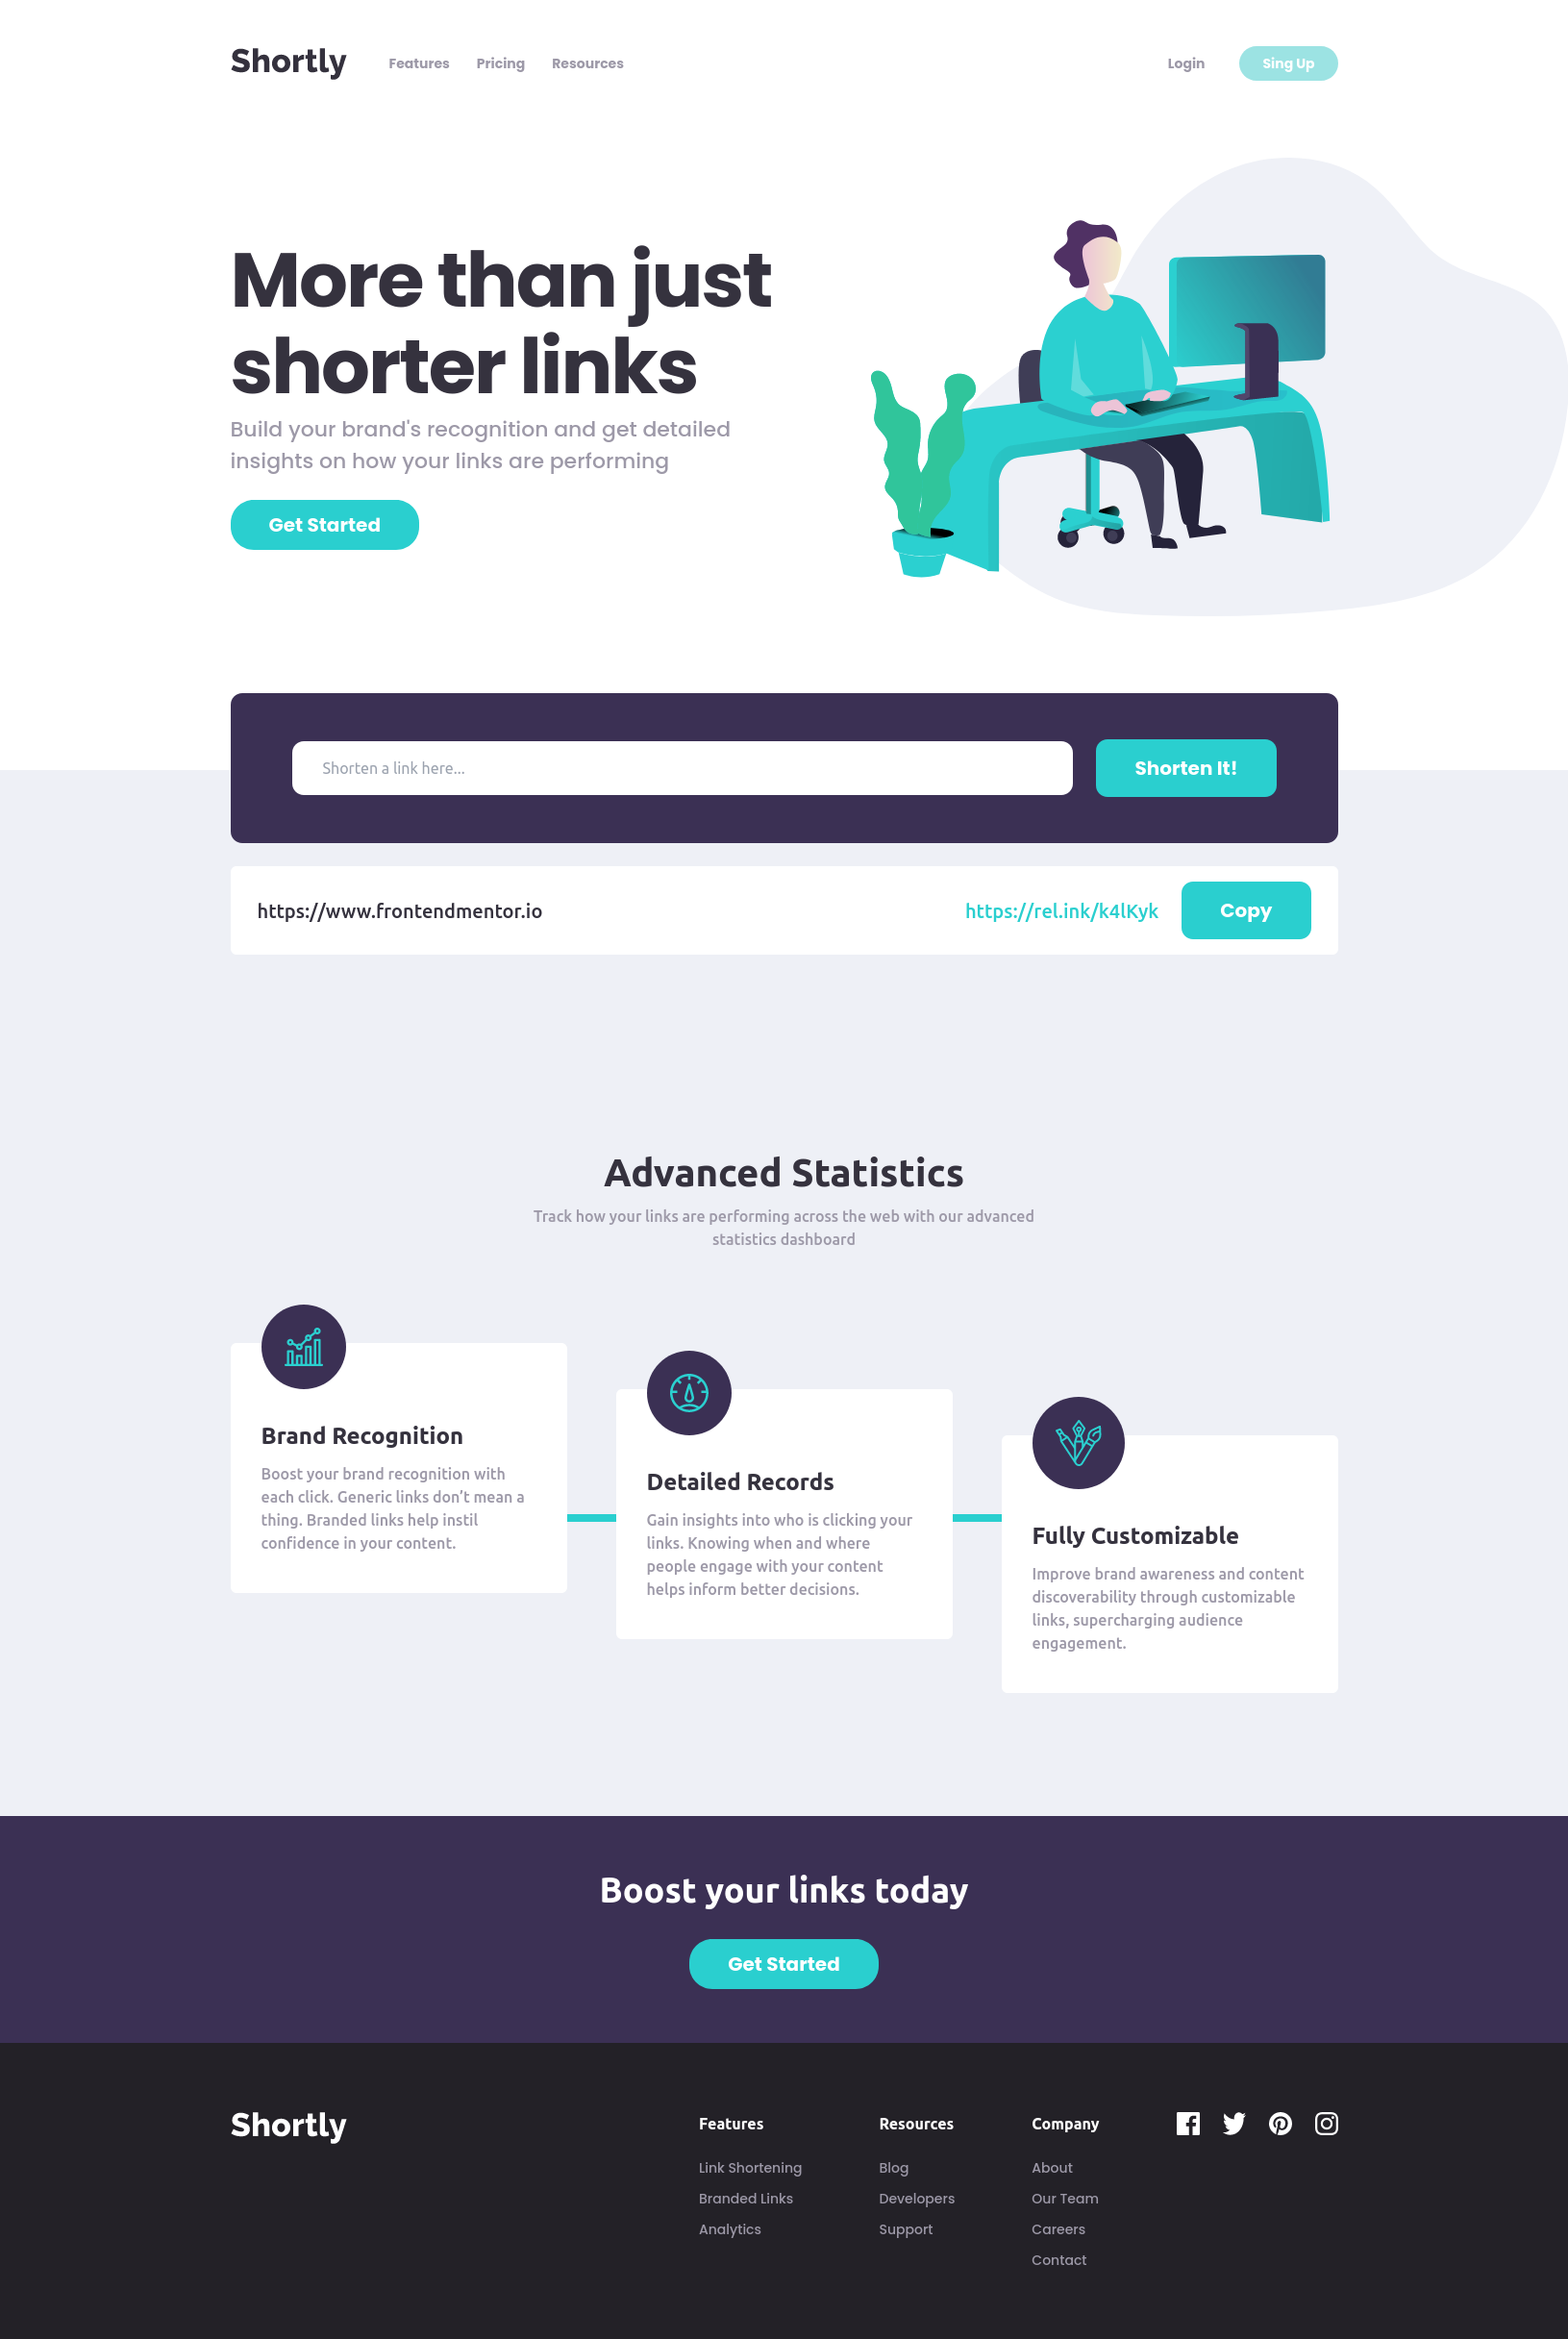 Shortly
Features
Pricing
Resources
Login
Sing Up
More than just
shorter links
Build your brand's recognition and get detailed
insights on how your links are performing
Get Started
Shorten a link here...
Shorten It!
https://www.frontendmentor.io
https://rel.ink/k4lKyk
Copy
Advanced Statistics
Track how your links are performing across the web with our advanced
statistics dashboard
Brand Recognition
Boost your brand recognition with
each click. Generic links don’t mean a
thing. Branded links help instil
confidence in your content.
Detailed Records
Gain insights into who is clicking your
links. Knowing when and where
people engage with your content
helps inform better decisions.
Fully Customizable
Improve brand awareness and content
discoverability through customizable
links, supercharging audience
engagement.
Boost your links today
Get Started
Shortly
Features
Link Shortening
Branded Links
Analytics
Resources
Blog
Developers
Support
Company
About
Our Team
Careers
Contact